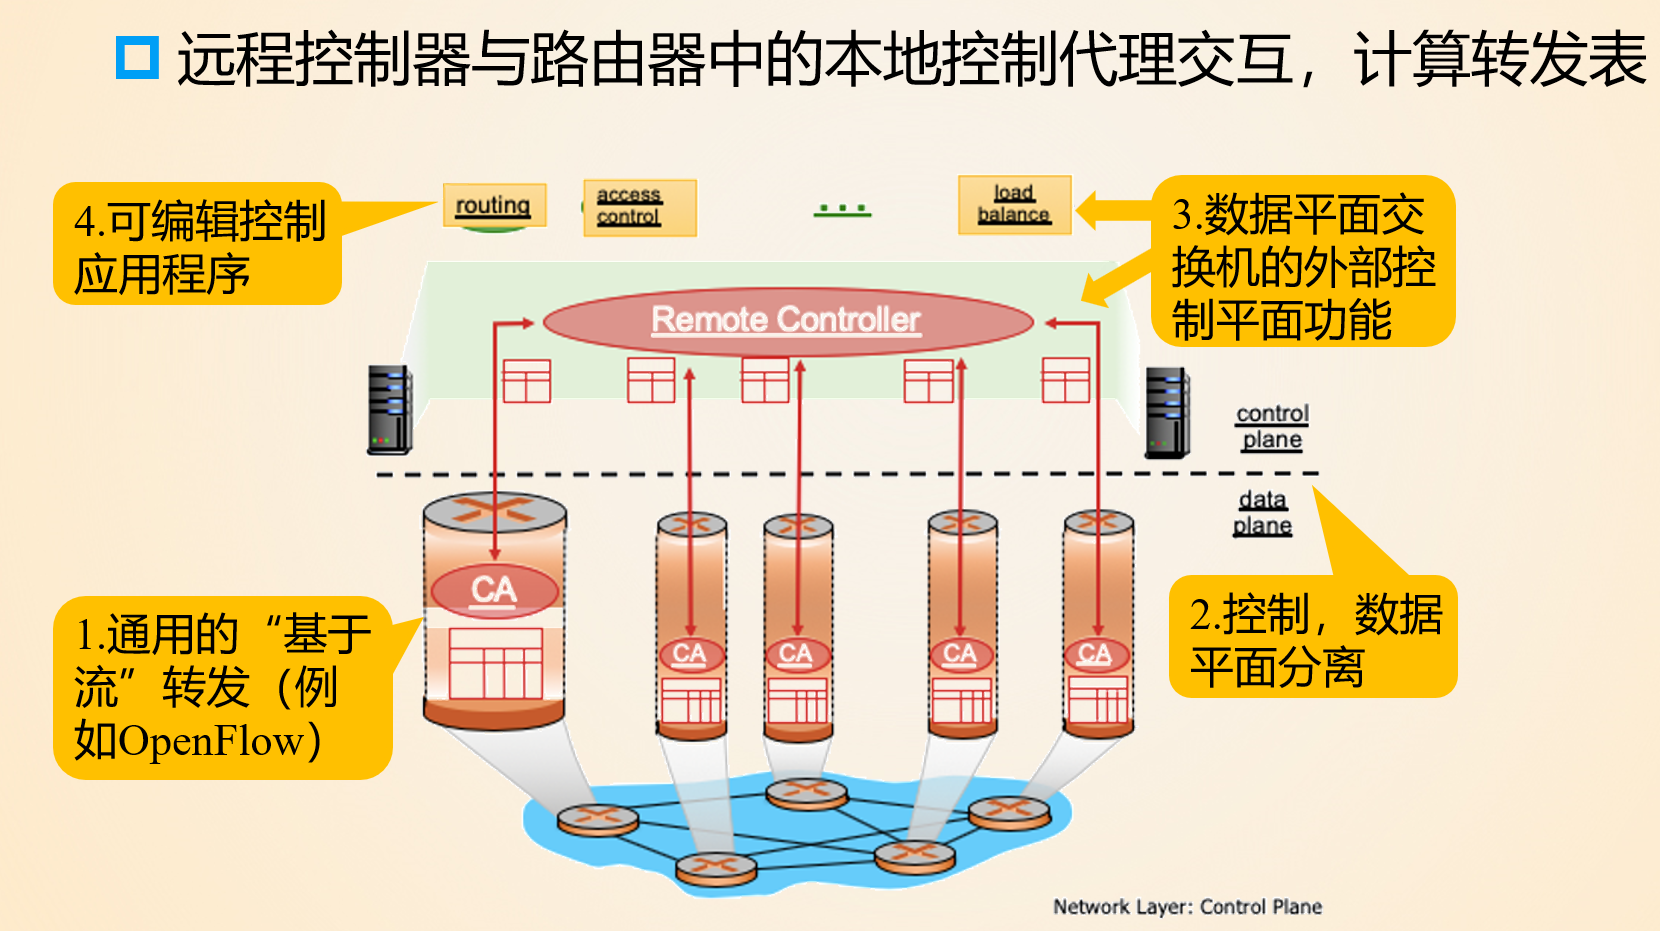 远程控制器与路由器中的本地控制代理交互，计算转发表
4.可编辑控制
应用程序
routing
access
control
...
load
balance
3.数据平面交
换机的外部控
制平面功能
Remote Controller
control
plane
data
plane
CA
CA
CA
CA
CA
1.通用的“基于
流”转发（例
如OpenFlow）
2.控制，数据
平面分离
Network Layer: Control Plane